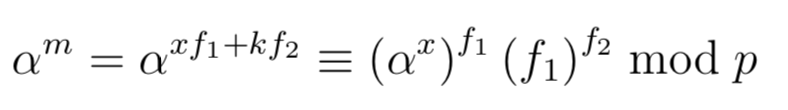 α^m = α^{xf_1+kf_2} ≡ (α^x)^{f_1} (f_1)^{f_2} mod p